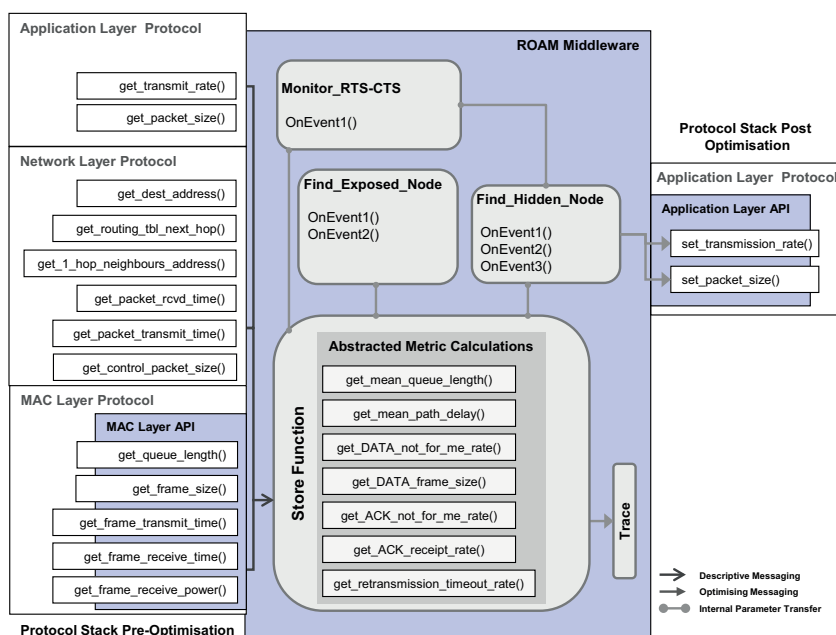 Application Layer Protocol
get_transmit_rate()
get_packet_size()
Network Layer Protocol
get_dest_address()
get_routing_tbl_next_hop()
get_1_hop_neighbours_address()
get_packet_rcvd_time()
get_packet_transmit_time()
get_control_packet_size()
MAC Layer Protocol
MAC Layer API
get_queue_length()
get_frame_size()
get_frame_transmit_time()
get_frame_receive_time()
get_frame_receive_power()
Protocol Stack Pre-Optimisation
ROAM Middleware
Monitor_RTS-CTS
OnEvent1()
Find_Exposed_Node
OnEvent1()
OnEvent2()
Find_Hidden_Node
OnEvent1()
OnEvent2()
OnEvent3()
Store Function
Abstracted Metric Calculations
get_mean_queue_length()
get_mean_path_delay()
get_DATA_not_for_me_rate()
get_DATA_frame_size()
get_ACK_not_for_me_rate()
get_ACK_receipt_rate()
get_retransmission_timeout_rate()
Trace
Protocol Stack Post
Optimisation
Application Layer Protocol
Application Layer API
set_transmission_rate()
set_packet_size()
Descriptive Messaging
Optimising Messaging
Internal Parameter Transfer